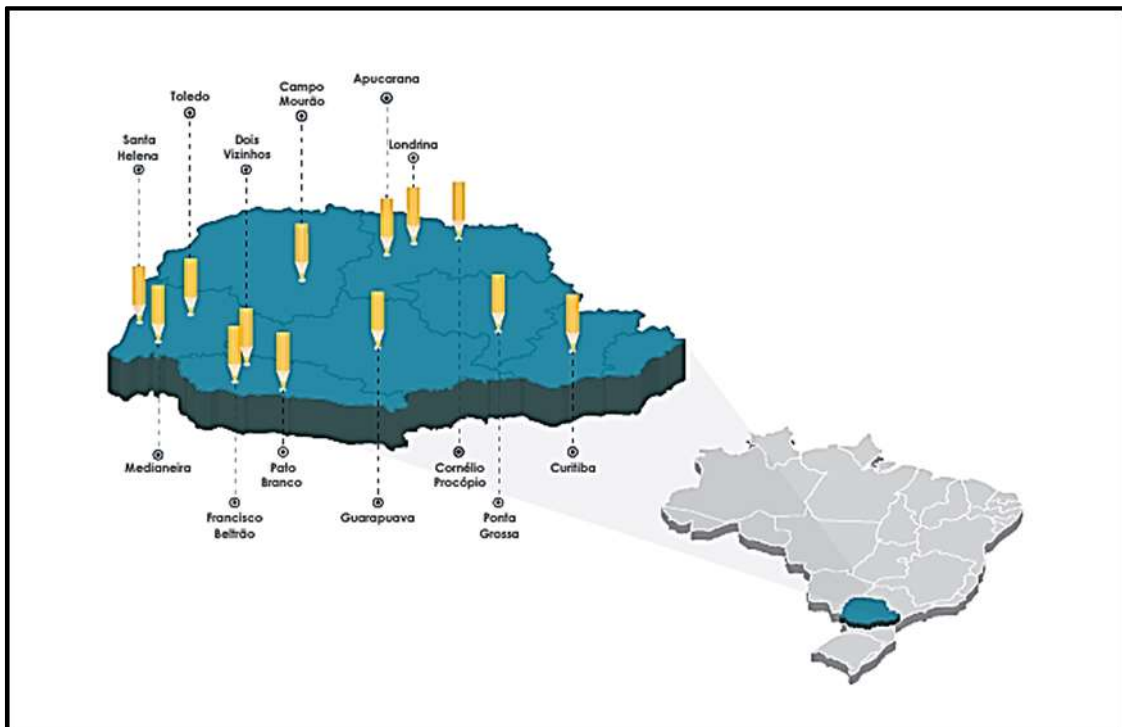 Apucarana
Toledo
Campo
Mourão
Santa
Helena
Dois
Vizinhos
Londrina
Medianeira
Pato
Branco
Cornélio
Procópio
Curitiba
Francisco
Beltrão
Guarapuava
Ponta
Grossa